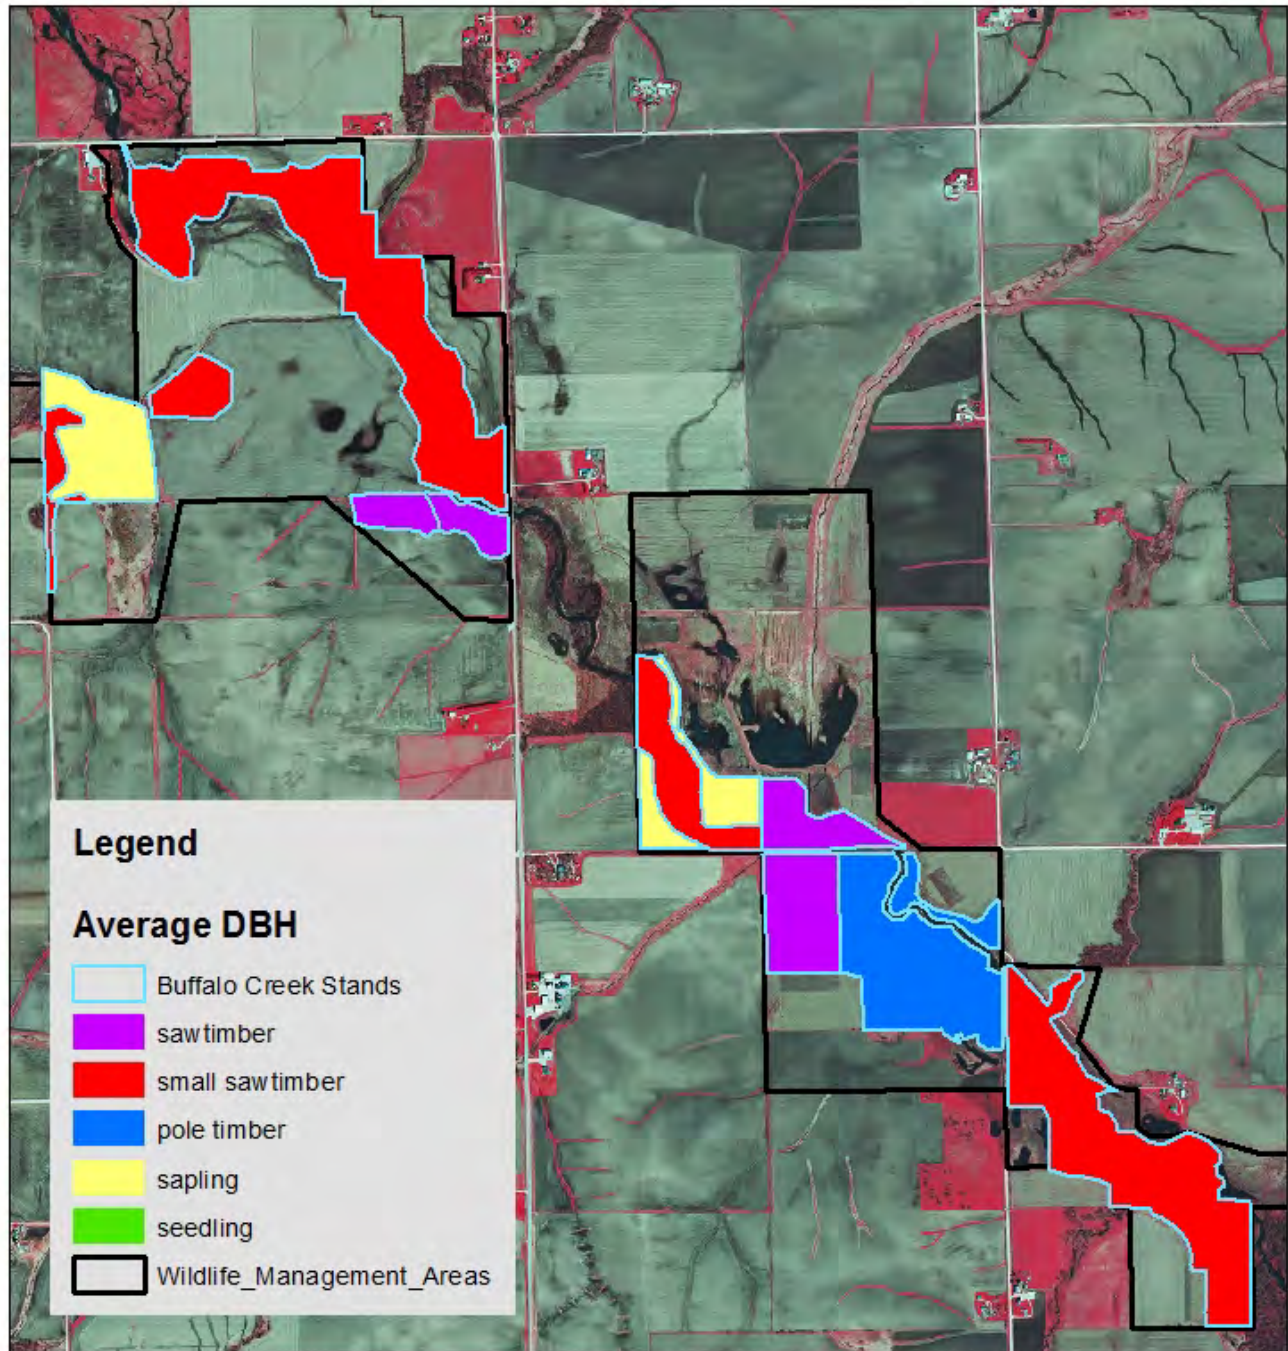 Legend
Average DBH
Buffalo Creek Stands
sawtimber
small sawtimber
pole timber
sapling
seedling
Wildlife_Management_Areas